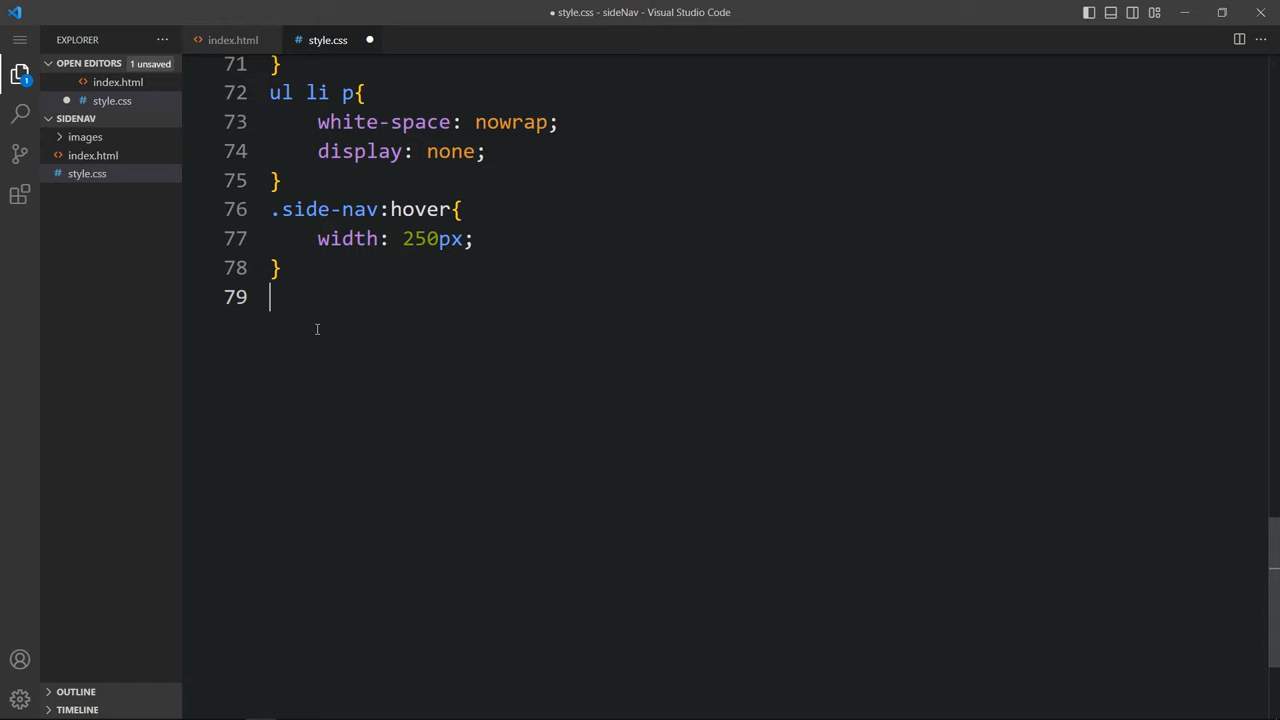 ● style.css - sideNav - Visual Studio Code
EXPLORER ···
index.html
style.css ●
OPEN EDITORS 1 unsaved
index.html
● # style.css
SIDENAV
images
index.html
# style.css
71 }
72 ul li p{
73 white-space: nowrap;
74 display: none;
75 }
76 .side-nav:hover{
77 width: 250px;
78 }
79
1
OUTLINE
TIMELINE